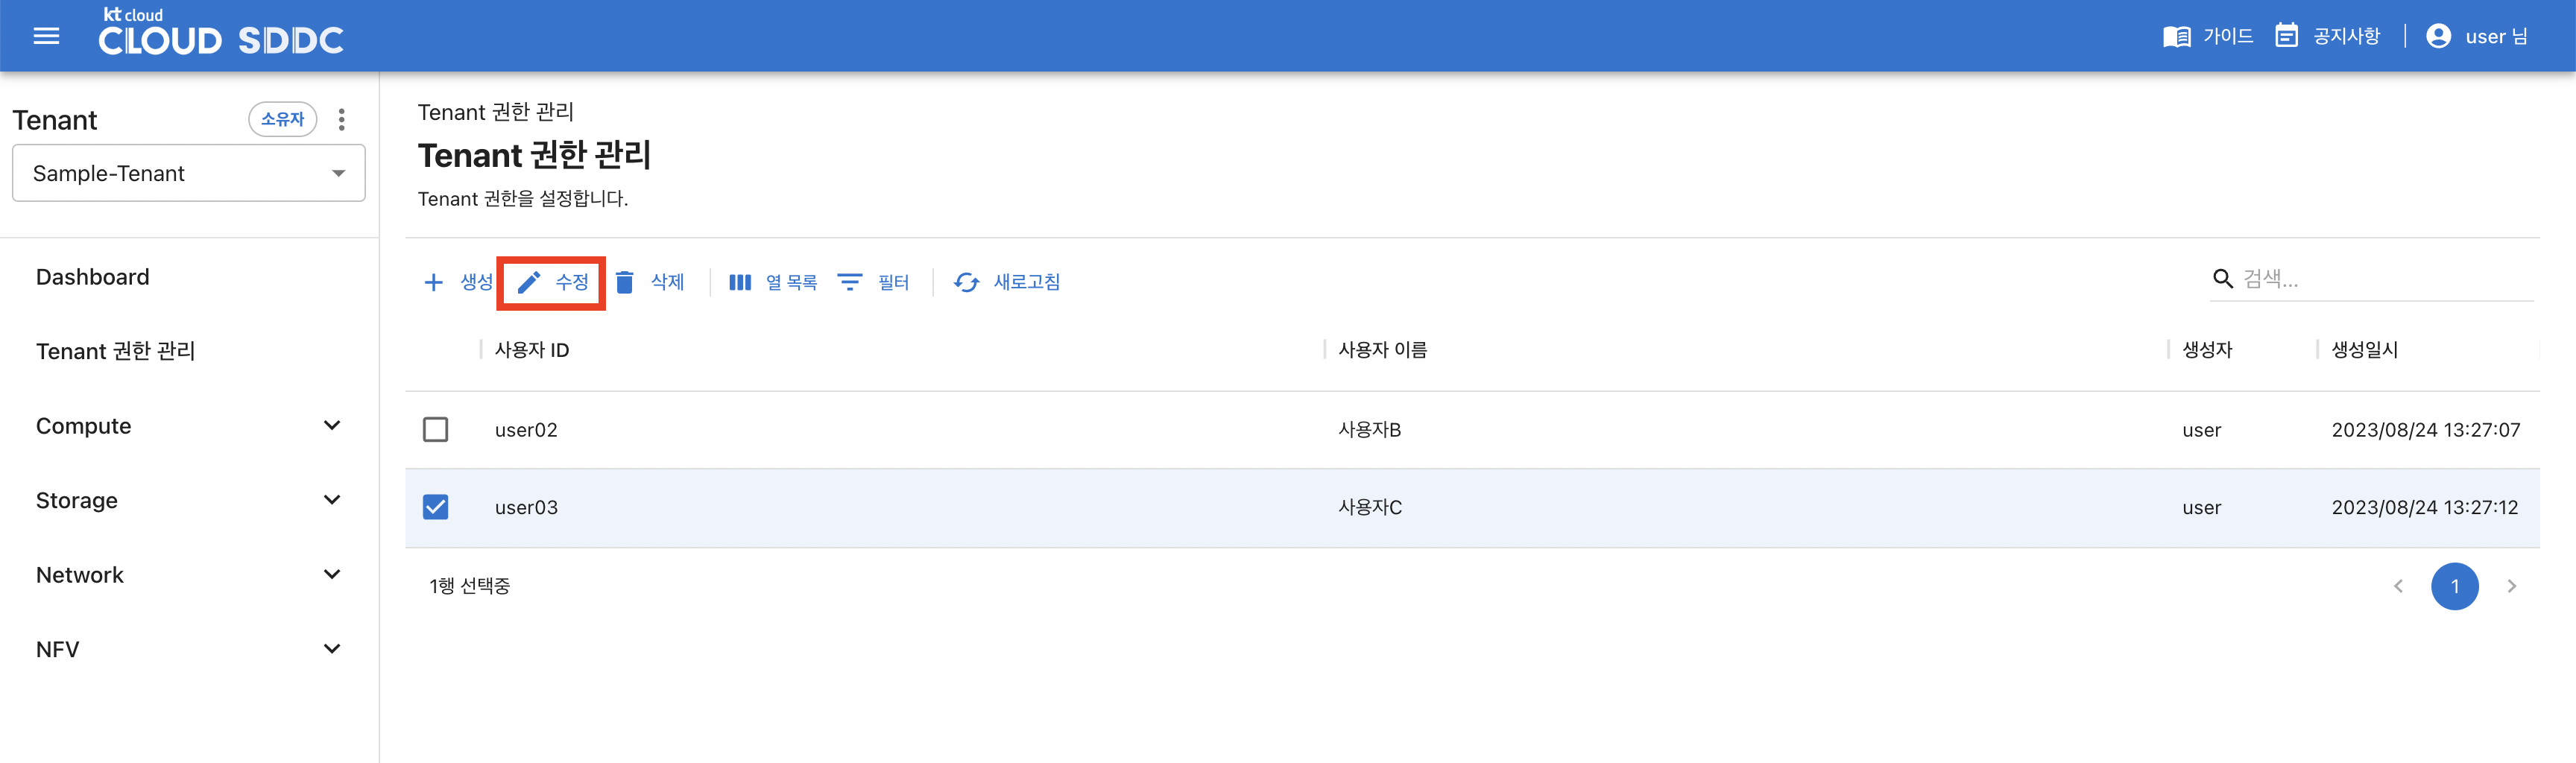 kt cloud
CLOUD SDDC
가이드
공지사항
user 님
Tenant
소유자
Sample-Tenant
Dashboard
Tenant 권한 관리
Compute
Storage
Network
NFV
Tenant 권한 관리
Tenant 권한 관리
Tenant 권한을 설정합니다.
생성 수정 삭제 열 목록 필터 새로고침
검색...
사용자 ID 사용자 이름 생성자 생성일시
user02 사용자B user 2023/08/24 13:27:07
user03 사용자C user 2023/08/24 13:27:12
1행 선택중
1